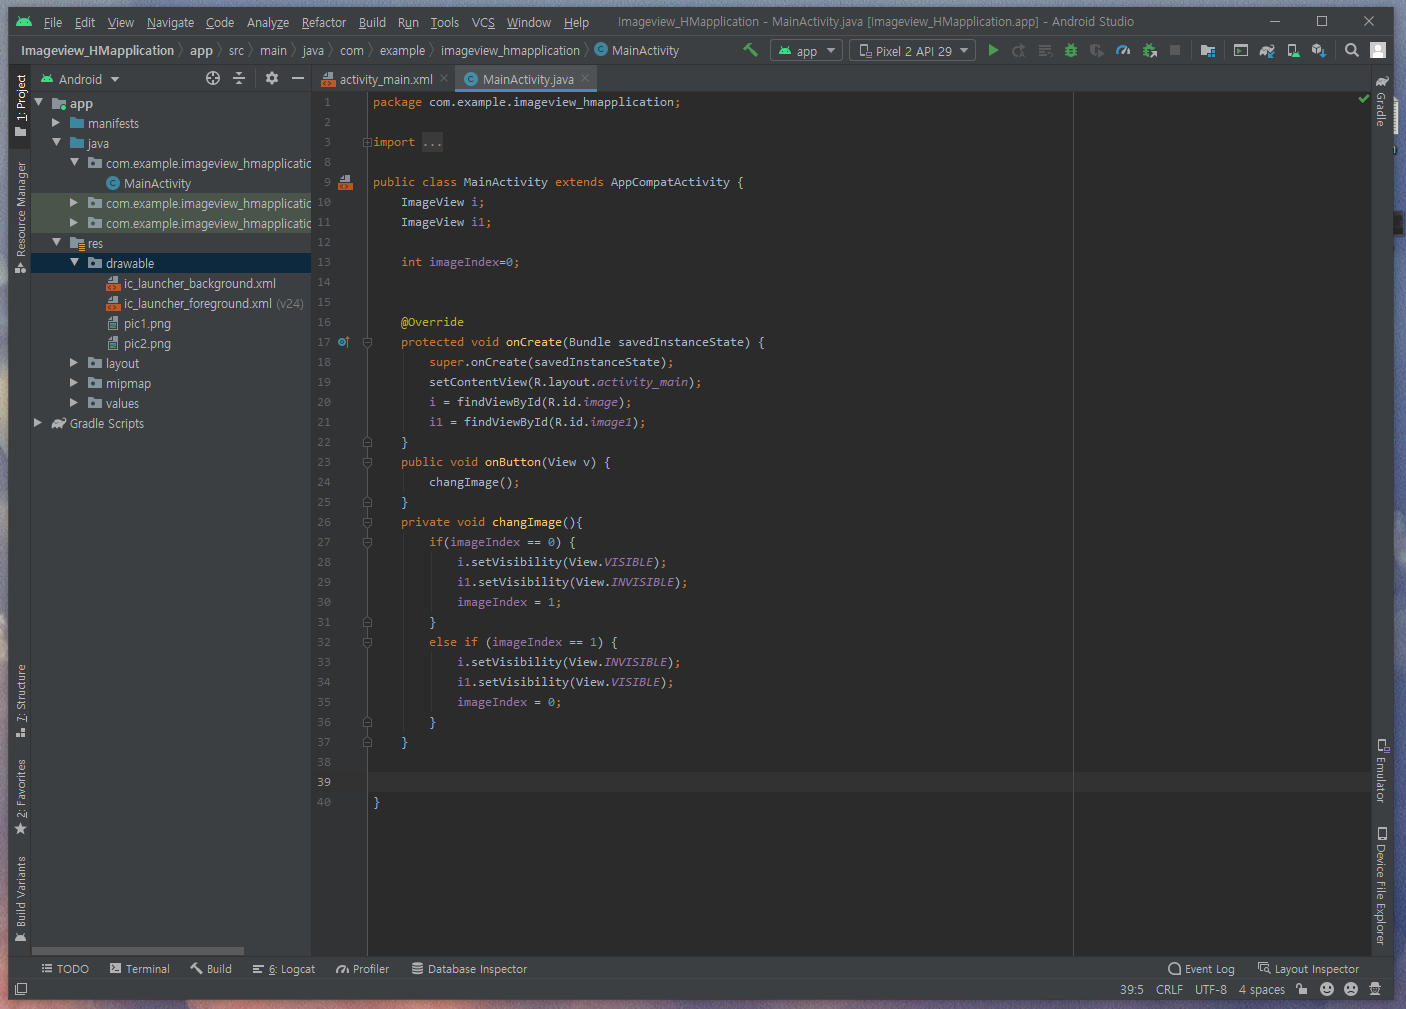 File Edit View Navigate Code Analyze Refactor Build Run Tools VCS Window Help Imageview_HMapplication - MainActivity.java [Imageview_HMapplication.app] - Android Studio
Imageview_HMapplication app src main java com example imageview_hmapplication MainActivity app Pixel 2 API 29
Android
activity_main.xml MainActivity.java
1: Project
Resource Manager
7: Structure
2: Favorites
Build Variants
app
manifests
java
com.example.imageview_hmapplicatic
MainActivity
com.example.imageview_hmapplicatic
com.example.imageview_hmapplicatic
res
drawable
ic_launcher_background.xml
ic_launcher_foreground.xml (v24)
pic1.png
pic2.png
layout
mipmap
values
Gradle Scripts
1 package com.example.imageview_hmapplication;
2
3 import ...
8
9 public class MainActivity extends AppCompatActivity {
10 ImageView i;
11 ImageView i1;
12
13 int imageIndex=0;
14
15
16 @Override
17 protected void onCreate(Bundle savedInstanceState) {
18 super.onCreate(savedInstanceState);
19 setContentView(R.layout.activity_main);
20 i = findViewById(R.id.image);
21 i1 = findViewById(R.id.image1);
22 }
23 public void onButton(View v) {
24 changImage();
25 }
26 private void changImage(){
27 if(imageIndex == 0) {
28 i.setVisibility(View.VISIBLE);
29 i1.setVisibility(View.INVISIBLE);
30 imageIndex = 1;
31 }
32 else if (imageIndex == 1) {
33 i.setVisibility(View.INVISIBLE);
34 i1.setVisibility(View.VISIBLE);
35 imageIndex = 0;
36 }
37 }
38
39
40 }
Gradle
Emulator
Device File Explorer
TODO Terminal Build 6: Logcat Profiler Database Inspector Event Log Layout Inspector
39:5 CRLF UTF-8 4 spaces